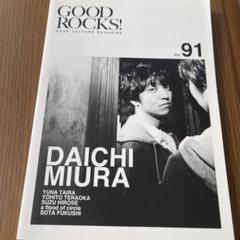 GOOD
ROCKS!
GOOD CULTURE MAGAZINE
Vol. 91
DAICHI
MIURA
YUNA TAIRA
YOHITO TERAOKA
SUZU HIROSE
a flood of circle
SOTA FUKUSHI